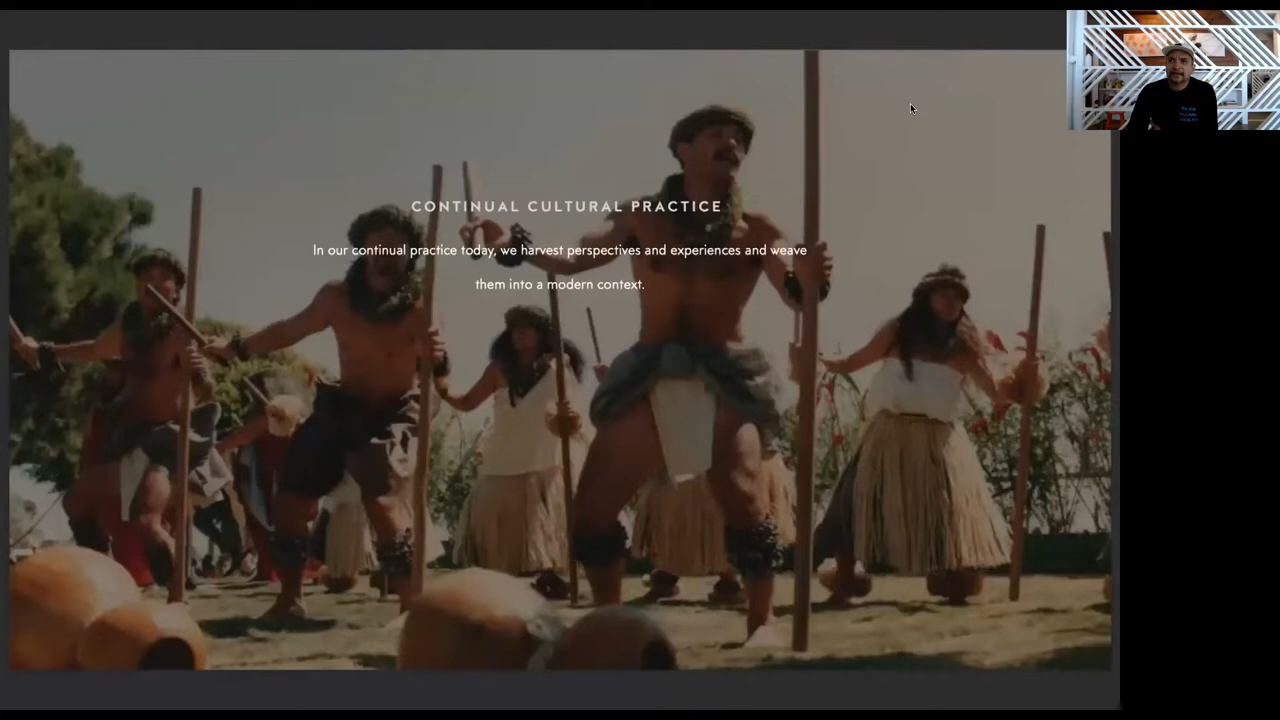 CONTINUAL CULTURAL PRACTICE
In our continual practice today, we harvest perspectives and experiences and weave
them into a modern context.